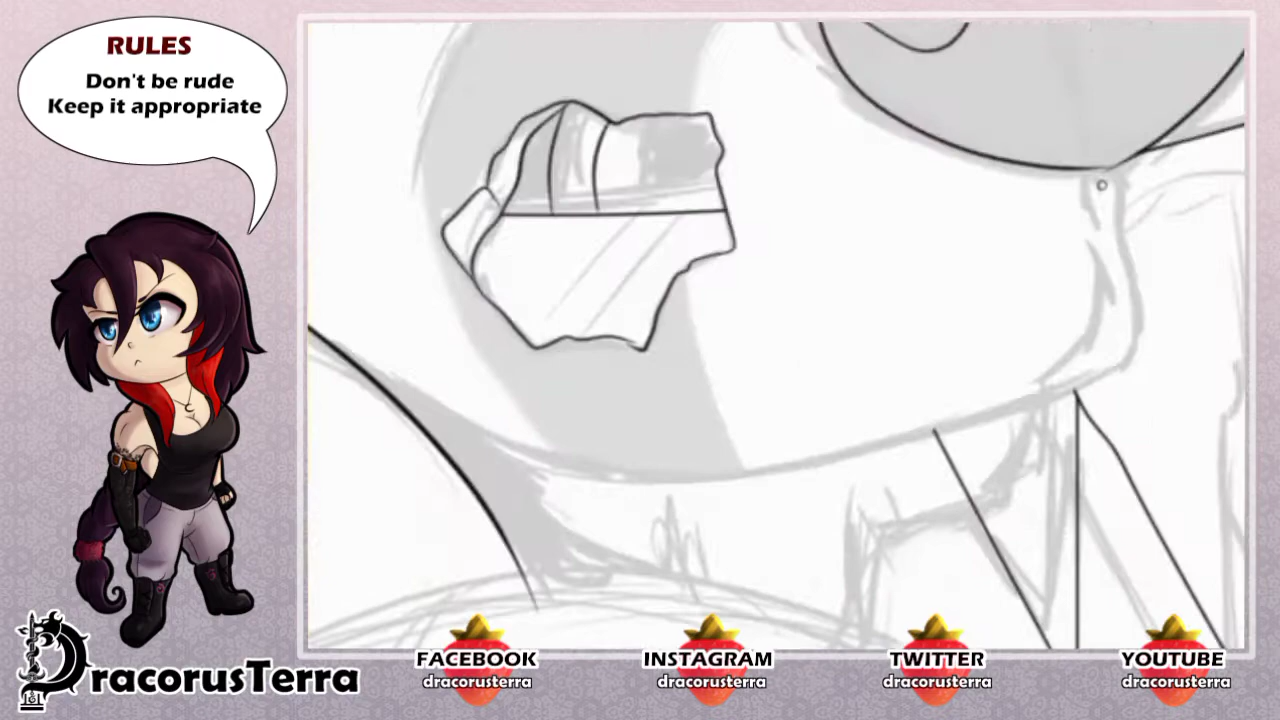 RULES
Don't be rude
Keep it appropriate
DracorusTerra
FACEBOOK
dracorusterra
INSTAGRAM
dracorusterra
TWITTER
dracorusterra
YOUTUBE
dracorusterra